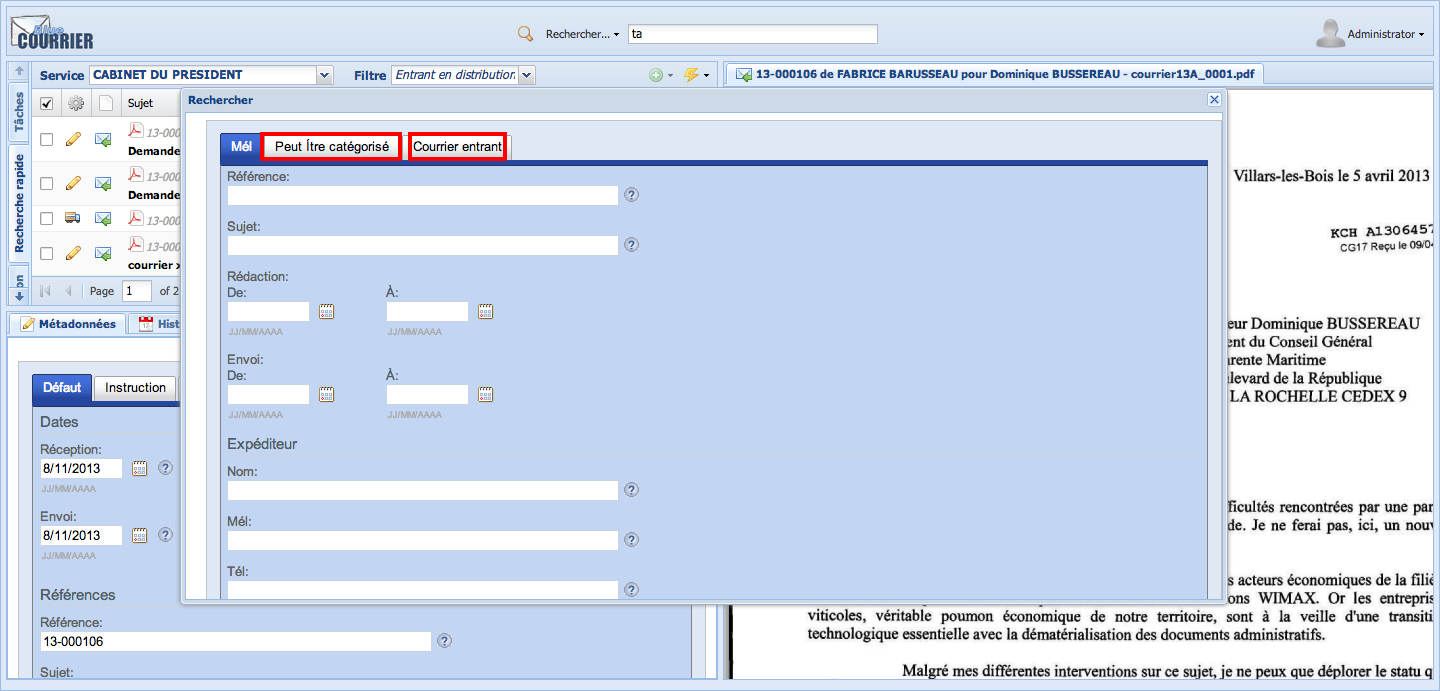 Blue
COURRIER
Rechercher...
ta
Administrator
Service
CABINET DU PRESIDENT
Filtre
Entrant en distribution
13-000106 de FABRICE BARUSSEAU pour Dominique BUSSEREAU - courrier13A_0001.pdf
Tâches
Recherche rapide
on
Sujet
13-000
Demande
13-000
Demande
13-000
13-000
courrier x
Page
1
of 2
Métadonnées
Hist
Défaut
Instruction
Dates
Réception:
8/11/2013
JJ/MM/AAAA
Envoi:
8/11/2013
JJ/MM/AAAA
Références
Référence:
13-000106
Sujet:
Rechercher
Mél
Peut Ître catégorisé
Courrier entrant
Référence:
Sujet:
Rédaction:
De:
À:
JJ/MM/AAAA
JJ/MM/AAAA
Envoi:
De:
À:
JJ/MM/AAAA
JJ/MM/AAAA
Expéditeur
Nom:
Mél:
Tél:
Villars-les-Bois le 5 avril 2013
KCH A1306457
CG17 Reçu le 09/04
eur Dominique BUSSEREAU
ent du Conseil Général
arente Maritime
levard de la République
LA ROCHELLE CEDEX 9
fficultés rencontrées par une par
de. Je ne ferai pas, ici, un nouv
s acteurs économiques de la filiè
ons WIMAX. Or les entrepris
viticoles, véritable poumon économique de notre territoire, sont à la veille d'une transiti
technologique essentielle avec la dématérialisation des documents administratifs.
Malgré mes différentes interventions sur ce sujet, je ne peux que déplorer le statu q